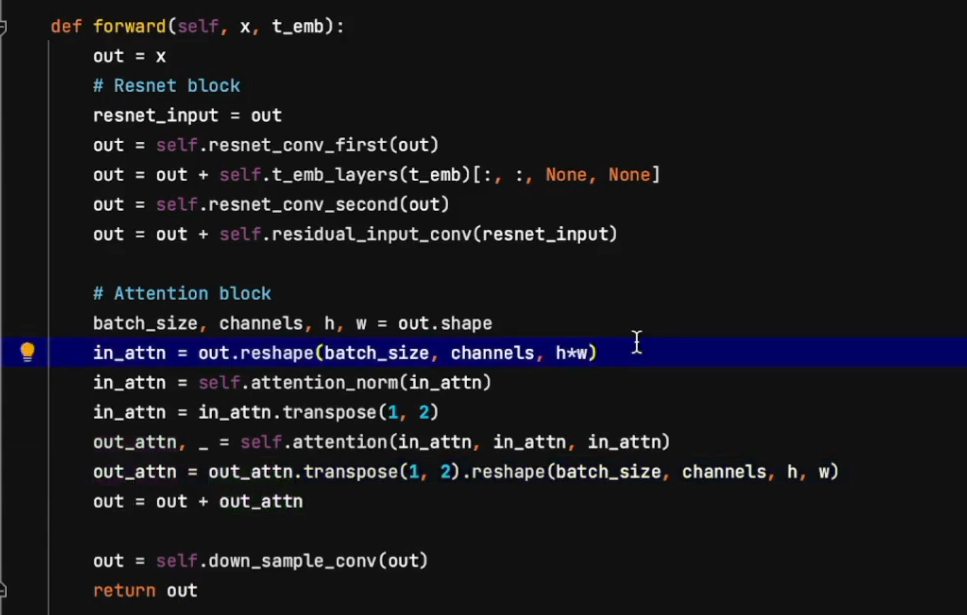 def forward(self, x, t_emb):
    out = x
    # Resnet block
    resnet_input = out
    out = self.resnet_conv_first(out)
    out = out + self.t_emb_layers(t_emb)[:, :, None, None]
    out = self.resnet_conv_second(out)
    out = out + self.residual_input_conv(resnet_input)

    # Attention block
    batch_size, channels, h, w = out.shape
    in_attn = out.reshape(batch_size, channels, h*w)
    in_attn = self.attention_norm(in_attn)
    in_attn = in_attn.transpose(1, 2)
    out_attn, _ = self.attention(in_attn, in_attn, in_attn)
    out_attn = out_attn.transpose(1, 2).reshape(batch_size, channels, h, w)
    out = out + out_attn

    out = self.down_sample_conv(out)
    return out